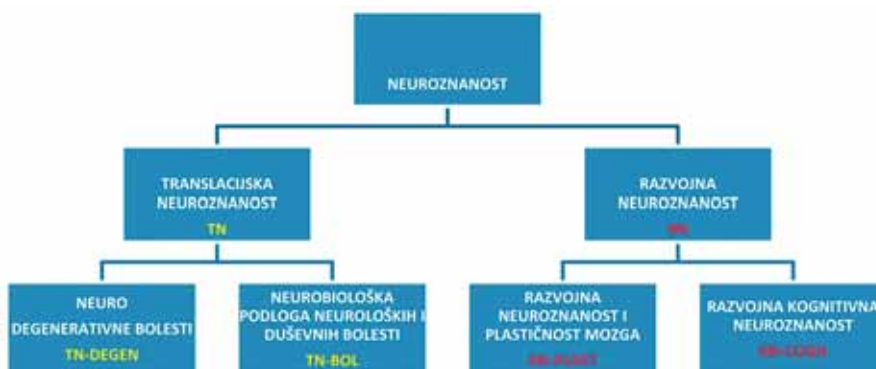 NEUROZNANOST
TRANSLACIJSKA
NEUROZNANOST
TN
RAZVOJNA
NEUROZNANOST
NEURO
DEGENERATIVNE BOLESTI
TN-DEGEN
NEUROBIOLOŠKA
PODLOGA NEUROLOŠKIH I
DUŠEVNIH BOLESTI
TN-BOL
RAZVOJNA
NEUROZNANOST I
PLASTIČNOST MOZGA
RAZVOJNA KOGNITIVNA
NEUROZNANOST